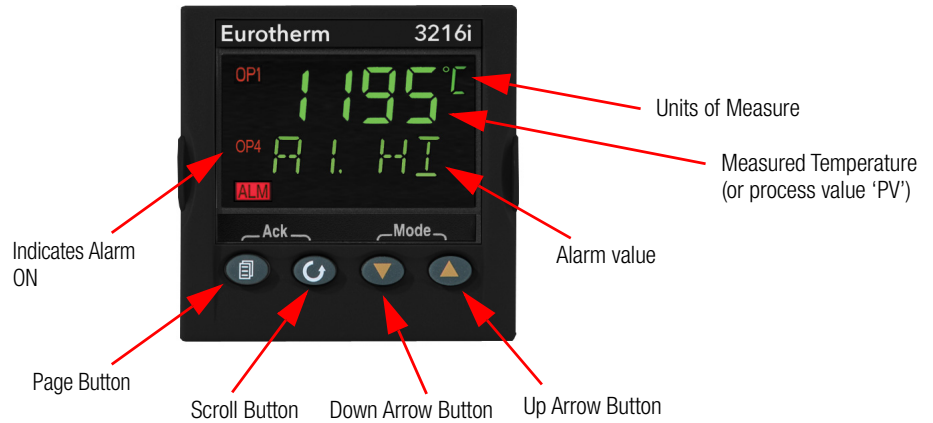 Eurotherm 3216i
OP1 1195 °C
Units of Measure
Measured Temperature
(or process value ‘PV’)
OP4 A1. HI
ALM
Ack Mode
Indicates Alarm
ON
Alarm value
Page Button
Scroll Button
Down Arrow Button
Up Arrow Button